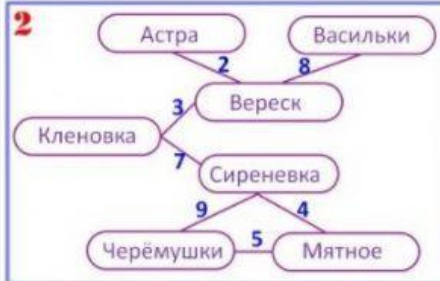 2
Астра
Васильки
2
8
Вереск
3
Кленовка
7
Сиреневка
9
4
Черёмушки
5
Мятное